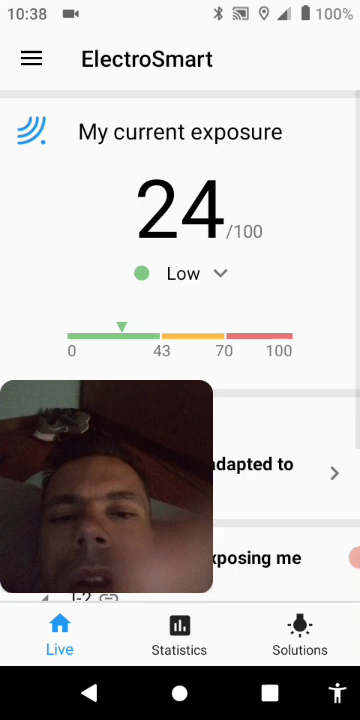 10:38 100%
ElectroSmart
My current exposure
24/100
Low
0 43 70 100
adapted to
xposing me
Live Statistics Solutions